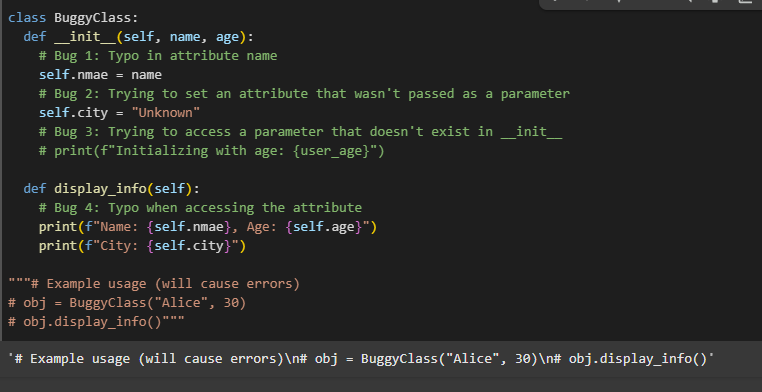 class BuggyClass:
  def __init__(self, name, age):
    # Bug 1: Typo in attribute name
    self.nmae = name
    # Bug 2: Trying to set an attribute that wasn't passed as a parameter
    self.city = "Unknown"
    # Bug 3: Trying to access a parameter that doesn't exist in __init__
    # print(f"Initializing with age: {user_age}")

  def display_info(self):
    # Bug 4: Typo when accessing the attribute
    print(f"Name: {self.nmae}, Age: {self.age}")
    print(f"City: {self.city}")

"""# Example usage (will cause errors)
# obj = BuggyClass("Alice", 30)
# obj.display_info()"""
'# Example usage (will cause errors)\n# obj = BuggyClass("Alice", 30)\n# obj.display_info()'